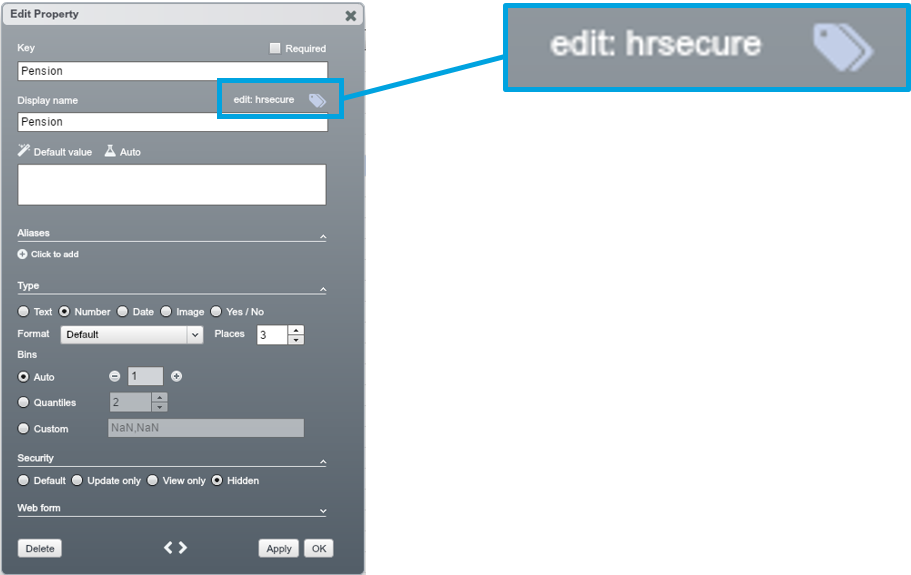 Edit Property
Key Required
Pension
Display name edit: hrsecure
Pension
Default value Auto
Aliases
Click to add
Type
Text Number Date Image Yes / No
Format Default Places 3
Bins
Auto 1
Quantiles 2
Custom NaN,NaN
Security
Default Update only View only Hidden
Web form
Delete Apply OK
edit: hrsecure